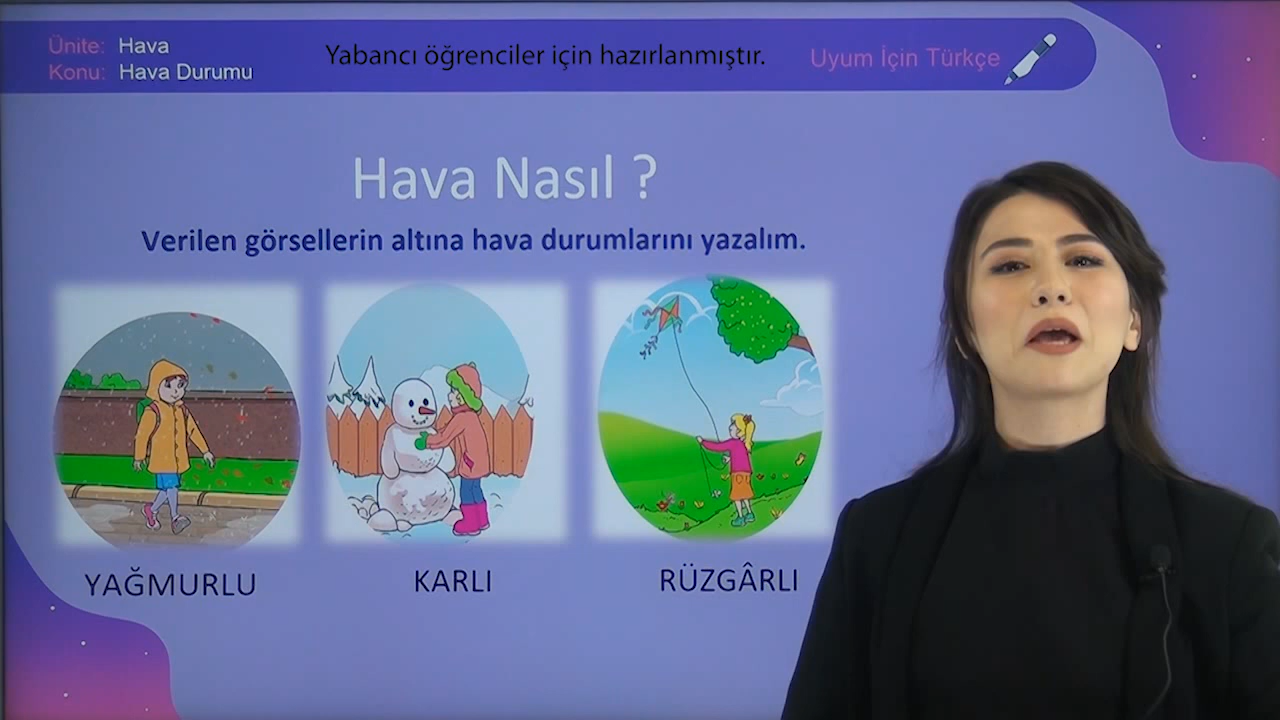 Ünite: Hava
Konu: Hava Durumu
Yabancı öğrenciler için hazırlanmıştır.
Uyum İçin Türkçe
Hava Nasıl ?
Verilen görsellerin altına hava durumlarını yazalım.
YAĞMURLU
KARLI
RÜZGÂRLI